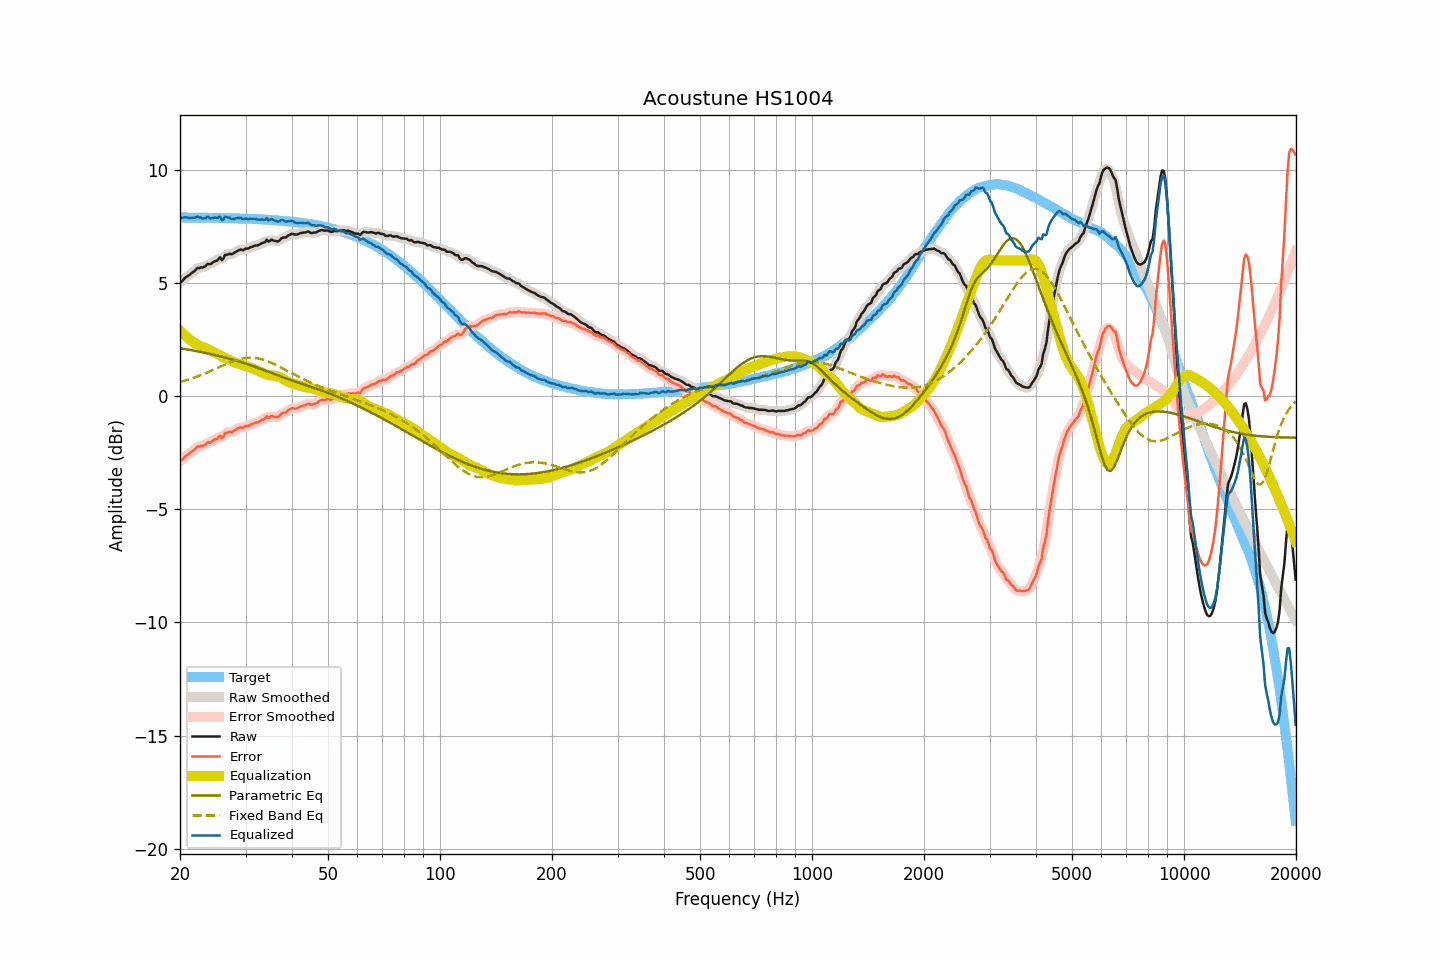 Acoustune HS1004
10
5
0
−5
−10
−15
−20
Amplitude (dBr)
Target
Raw Smoothed
Error Smoothed
Raw
Error
Equalization
Parametric Eq
Fixed Band Eq
Equalized
20 50 100 200 500 1000 2000 5000 10000 20000
Frequency (Hz)